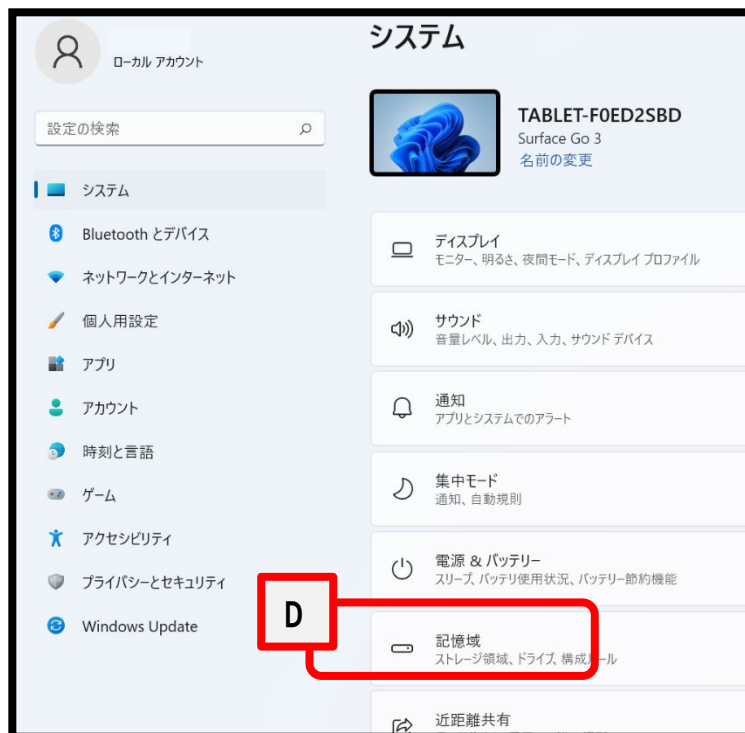 ローカル アカウント
設定の検索
システム
Bluetooth とデバイス
ネットワークとインターネット
個人用設定
アプリ
アカウント
時刻と言語
ゲーム
アクセシビリティ
プライバシーとセキュリティ
Windows Update
システム
TABLET-F0ED2SBD
Surface Go 3
名前の変更
ディスプレイ
モニター、明るさ、夜間モード、ディスプレイ プロファイル
サウンド
音量レベル、出力、入力、サウンド デバイス
通知
アプリとシステムでのアラート
集中モード
通知、自動規則
電源 & バッテリー
スリープ、バッテリ使用状況、バッテリー節約機能
D
記憶域
ストレージ領域、ドライブ、構成ルール
近距離共有